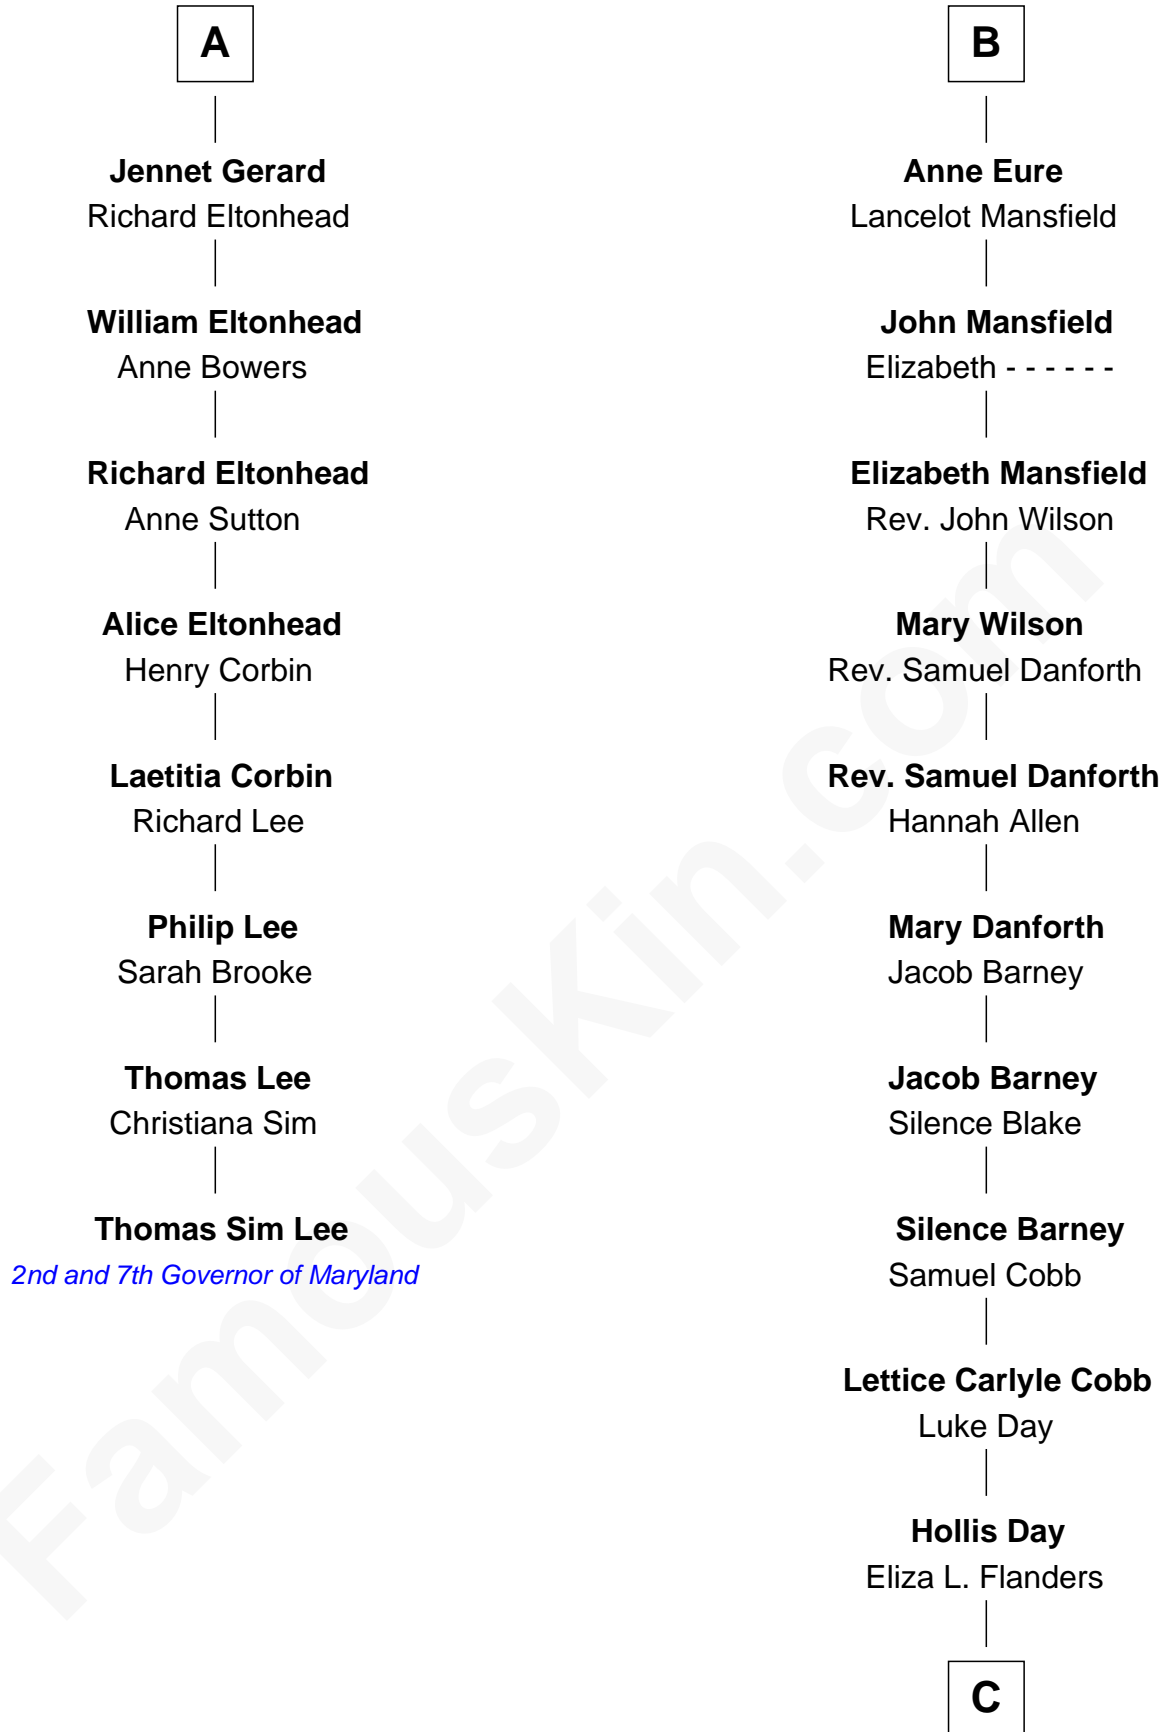 A
Jennet Gerard
Richard Eltonhead
William Eltonhead
Anne Bowers
Richard Eltonhead
Anne Sutton
Alice Eltonhead
Henry Corbin
Laetitia Corbin
Richard Lee
Philip Lee
Sarah Brooke
Thomas Lee
Christiana Sim
Thomas Sim Lee
2nd and 7th Governor of Maryland
B
Anne Eure
Lancelot Mansfield
John Mansfield
Elizabeth - - - - - -
Elizabeth Mansfield
Rev. John Wilson
Mary Wilson
Rev. Samuel Danforth
Rev. Samuel Danforth
Hannah Allen
Mary Danforth
Jacob Barney
Jacob Barney
Silence Blake
Silence Barney
Samuel Cobb
Lettice Carlyle Cobb
Luke Day
Hollis Day
Eliza L. Flanders
C
FamousKin.com